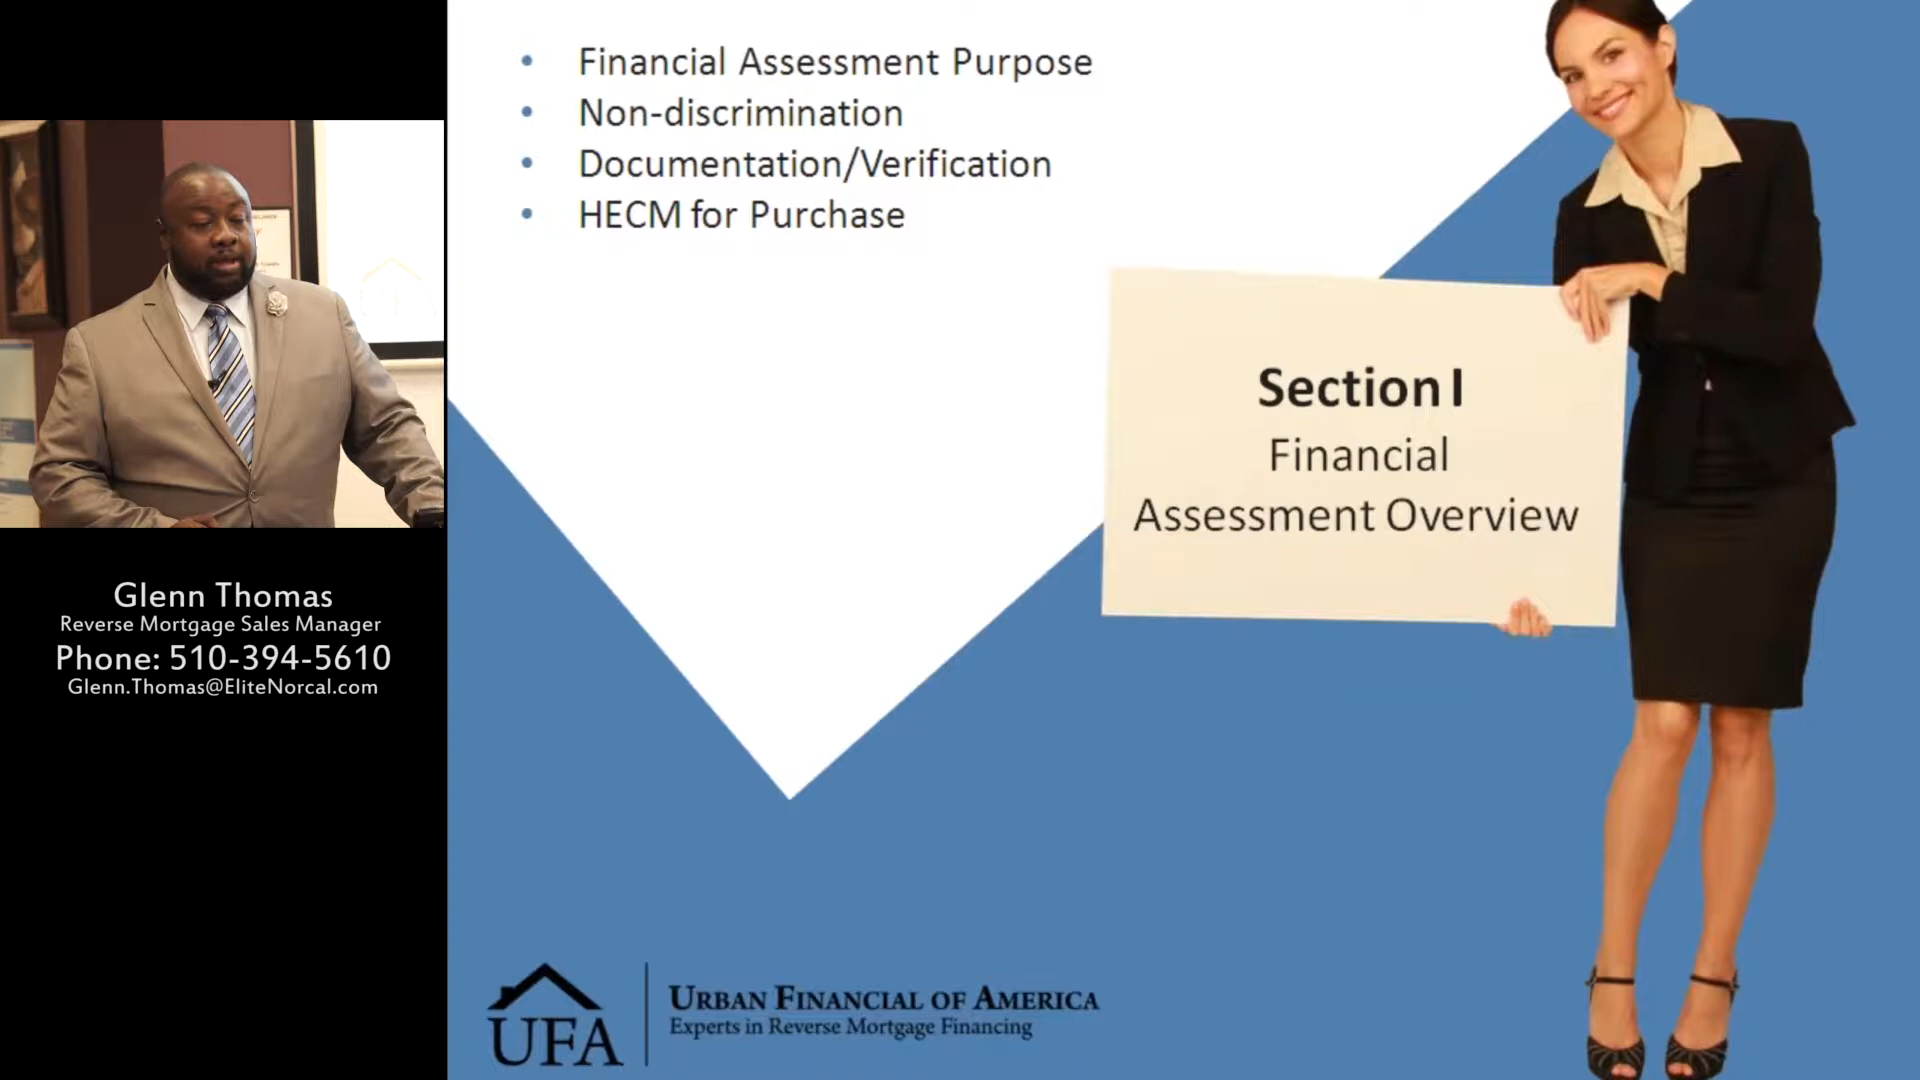 Glenn Thomas
Reverse Mortgage Sales Manager
Phone: 510-394-5610
Glenn.Thomas@EliteNorcal.com
• Financial Assessment Purpose
• Non-discrimination
• Documentation/Verification
• HECM for Purchase
Section I
Financial
Assessment Overview
UFA
URBAN FINANCIAL OF AMERICA
Experts in Reverse Mortgage Financing